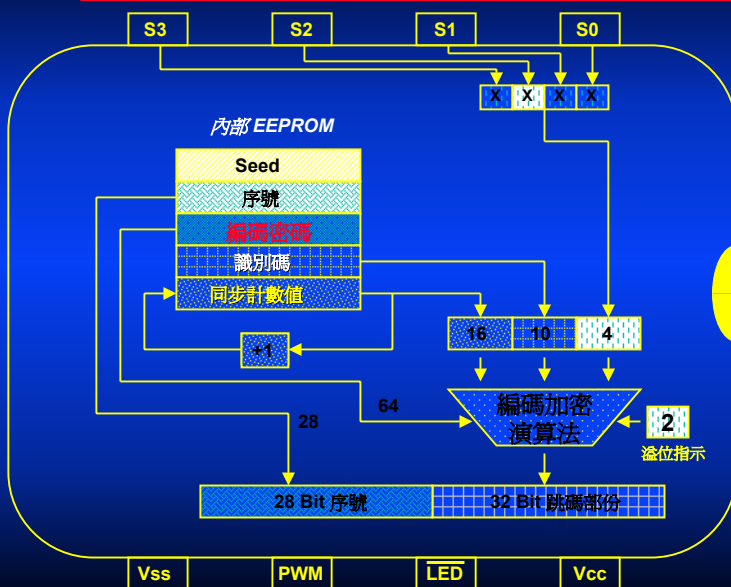 S3
S2
S1
S0
X X X X
內部 EEPROM
Seed
序號
編碼密碼
識別碼
同步計數值
+1
16
10
4
編碼加密
演算法
64
28
2
溢位指示
28 Bit 序號
32 Bit 跳碼部份
Vss
PWM
LED
Vcc